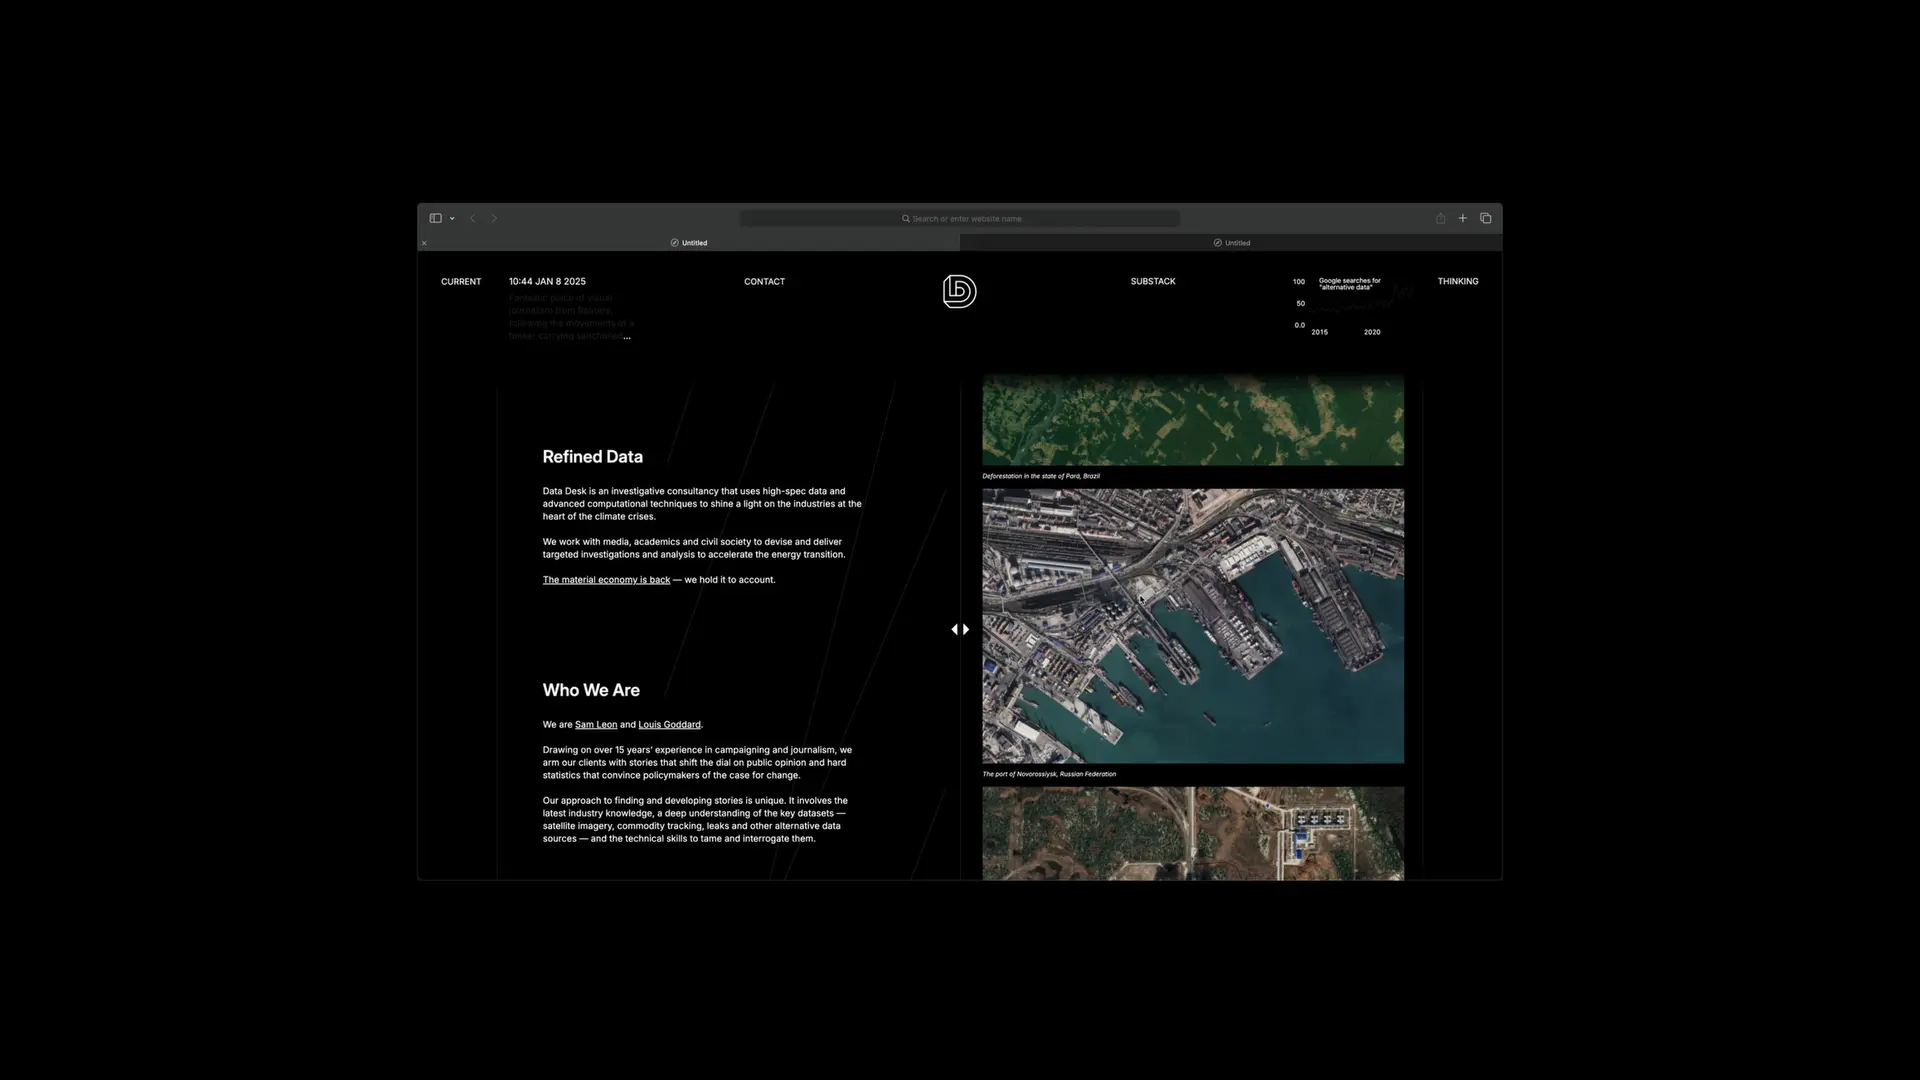 Search or enter website name
Untitled
Untitled
CURRENT
10:44 JAN 8 2025
Fantastic piece of visual
journalism from Reuters,
following the movements of a
tanker carrying sanctioned...
CONTACT
SUBSTACK
100
50
0.0
Google searches for
"alternative data"
2015
2020
THINKING
Refined Data
Data Desk is an investigative consultancy that uses high-spec data and
advanced computational techniques to shine a light on the industries at the
heart of the climate crises.
We work with media, academics and civil society to devise and deliver
targeted investigations and analysis to accelerate the energy transition.
The material economy is back — we hold it to account.
Who We Are
We are Sam Leon and Louis Goddard.
Drawing on over 15 years' experience in campaigning and journalism, we
arm our clients with stories that shift the dial on public opinion and hard
statistics that convince policymakers of the case for change.
Our approach to finding and developing stories is unique. It involves the
latest industry knowledge, a deep understanding of the key datasets —
satellite imagery, commodity tracking, leaks and other alternative data
sources — and the technical skills to tame and interrogate them.
Deforestation in the state of Pará, Brazil
The port of Novorossiysk, Russian Federation